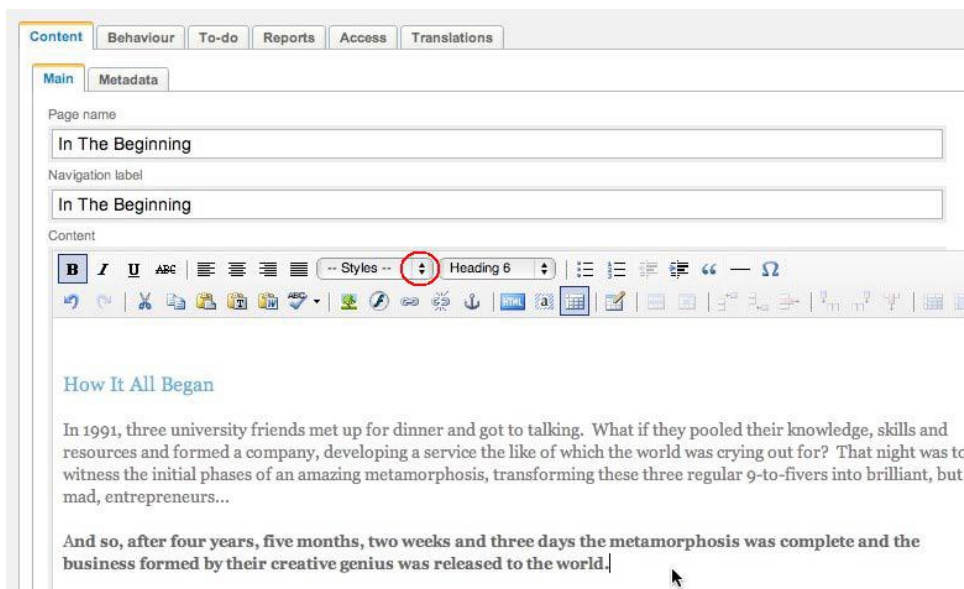 Content Behaviour To-do Reports Access Translations
Main Metadata
Page name
In The Beginning
Navigation label
In The Beginning
Content
B I U ABC -- Styles -- Heading 6 “ — Ω
T W ABC HTML a
How It All Began
In 1991, three university friends met up for dinner and got to talking.  What if they pooled their knowledge, skills and
resources and formed a company, developing a service the like of which the world was crying out for?  That night was to
witness the initial phases of an amazing metamorphosis, transforming these three regular 9-to-fivers into brilliant, but
mad, entrepreneurs...
And so, after four years, five months, two weeks and three days the metamorphosis was complete and the
business formed by their creative genius was released to the world.